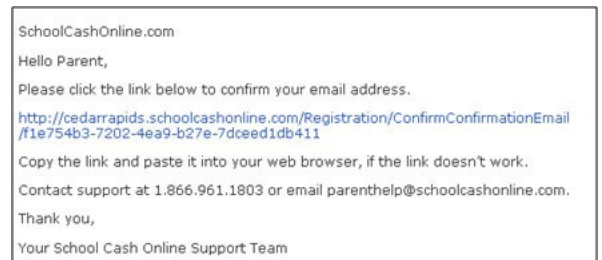 SchoolCashOnline.com
Hello Parent,
Please click the link below to confirm your email address.
http://cedarrapids.schoolcashonline.com/Registration/ConfirmConfirmationEmail
/f1e754b3-7202-4ea9-b27e-7dceed1db411
Copy the link and paste it into your web browser, if the link doesn't work.
Contact support at 1.866.961.1803 or email parenthelp@schoolcashonline.com.
Thank you,
Your School Cash Online Support Team